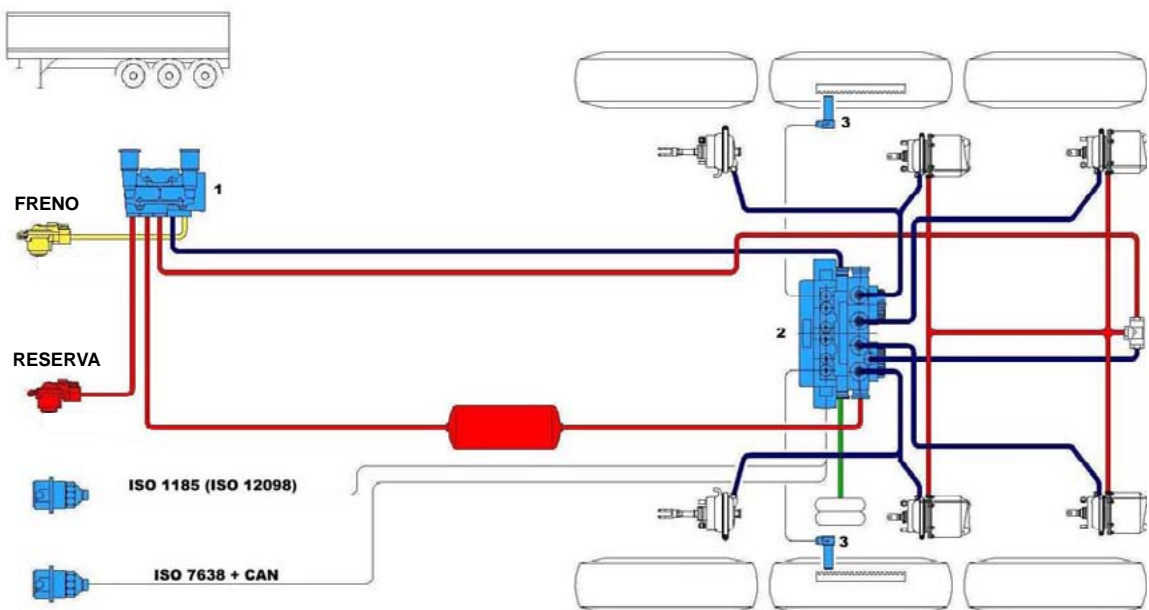 3
1
FRENO
2
RESERVA
ISO 1185 (ISO 12098)
3
ISO 7638 + CAN